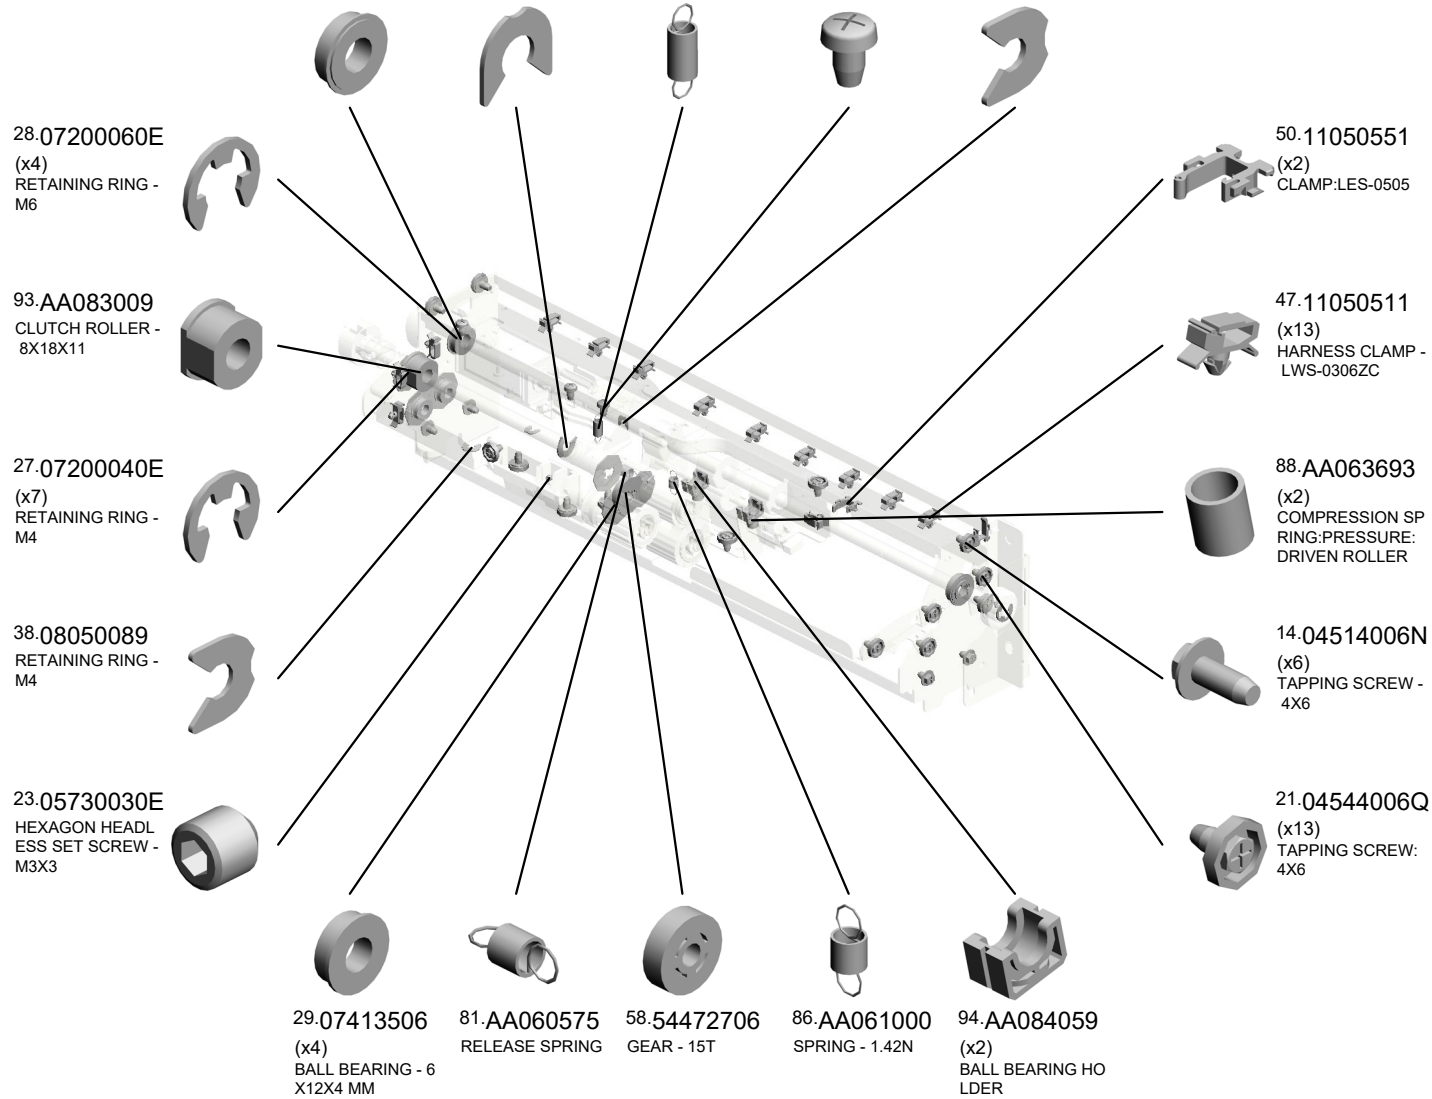 28.07200060E
(x4)
RETAINING RING -
M6
93.AA083009
CLUTCH ROLLER -
8X18X11
27.07200040E
(x7)
RETAINING RING -
M4
38.08050089
RETAINING RING -
M4
23.05730030E
HEXAGON HEADL
ESS SET SCREW -
M3X3
29.07413506
(x4)
BALL BEARING - 6
X12X4 MM
81.AA060575
RELEASE SPRING
58.54472706
GEAR - 15T
86.AA061000
SPRING - 1.42N
94.AA084059
(x2)
BALL BEARING HO
LDER
50.11050551
(x2)
CLAMP:LES-0505
47.11050511
(x13)
HARNESS CLAMP -
LWS-0306ZC
88.AA063693
(x2)
COMPRESSION SP
RING:PRESSURE:
DRIVEN ROLLER
14.04514006N
(x6)
TAPPING SCREW -
4X6
21.04544006Q
(x13)
TAPPING SCREW:
4X6